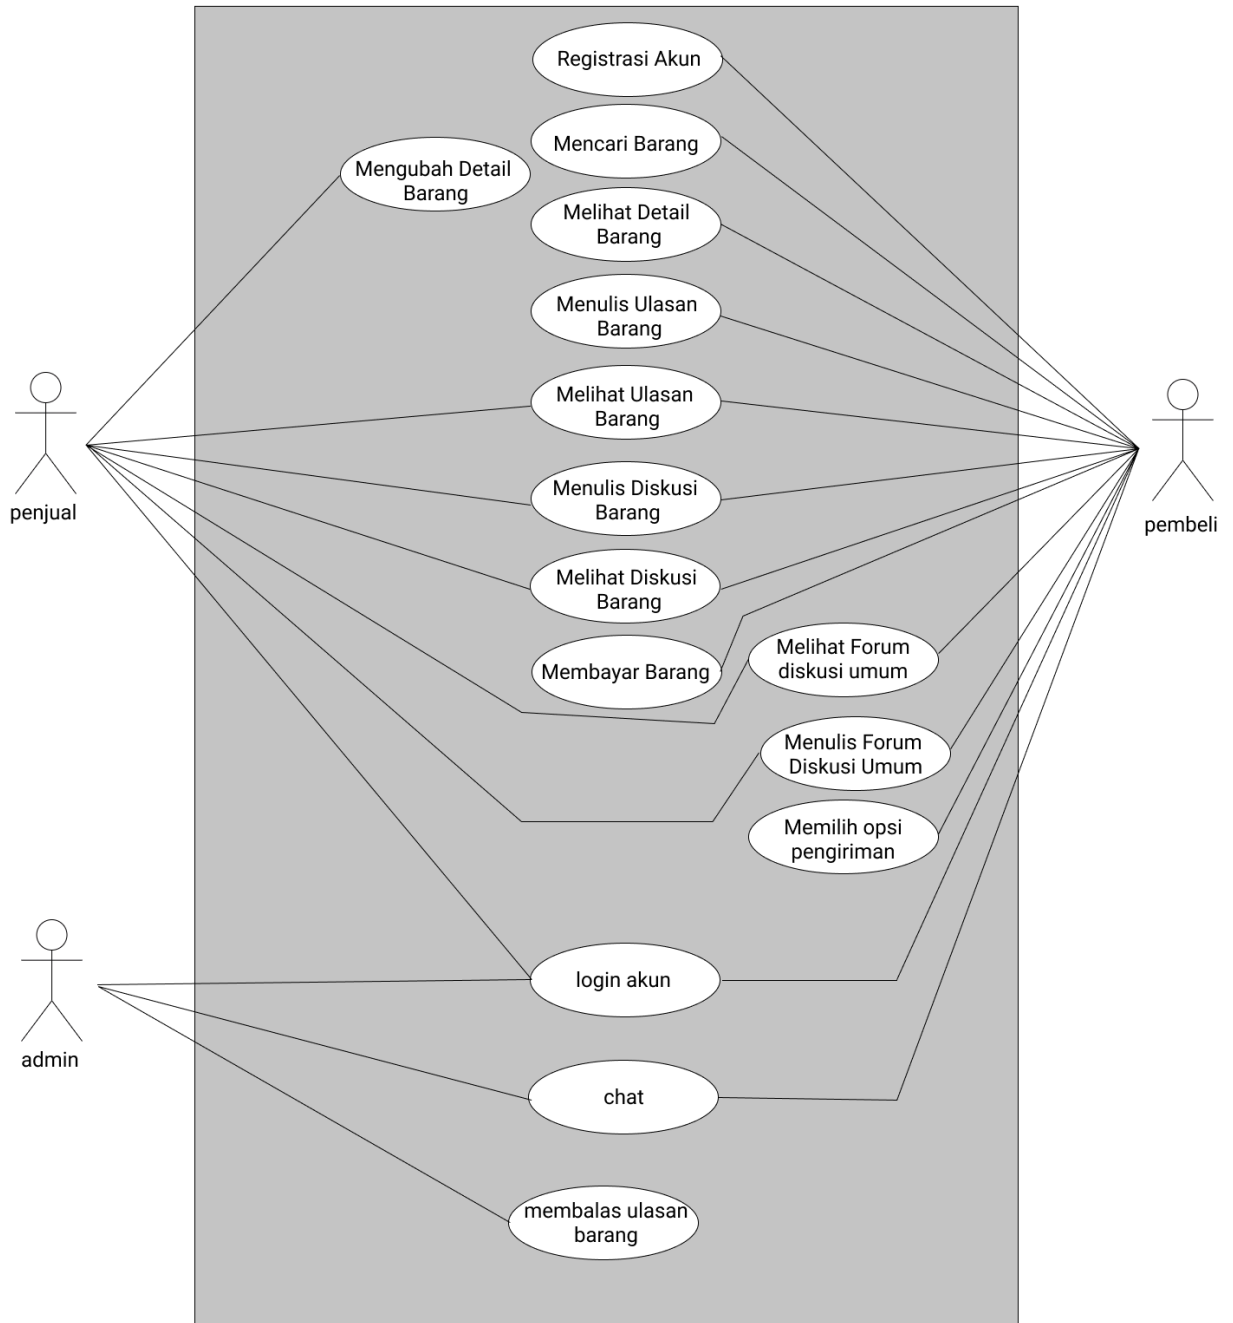 Registrasi Akun
Mencari Barang
Mengubah Detail
Barang
Melihat Detail
Barang
Menulis Ulasan
Barang
Melihat Ulasan
Barang
penjual
pembeli
Menulis Diskusi
Barang
Melihat Diskusi
Barang
Membayar Barang
Melihat Forum
diskusi umum
Menulis Forum
Diskusi Umum
Memilih opsi
pengiriman
login akun
admin
chat
membalas ulasan
barang